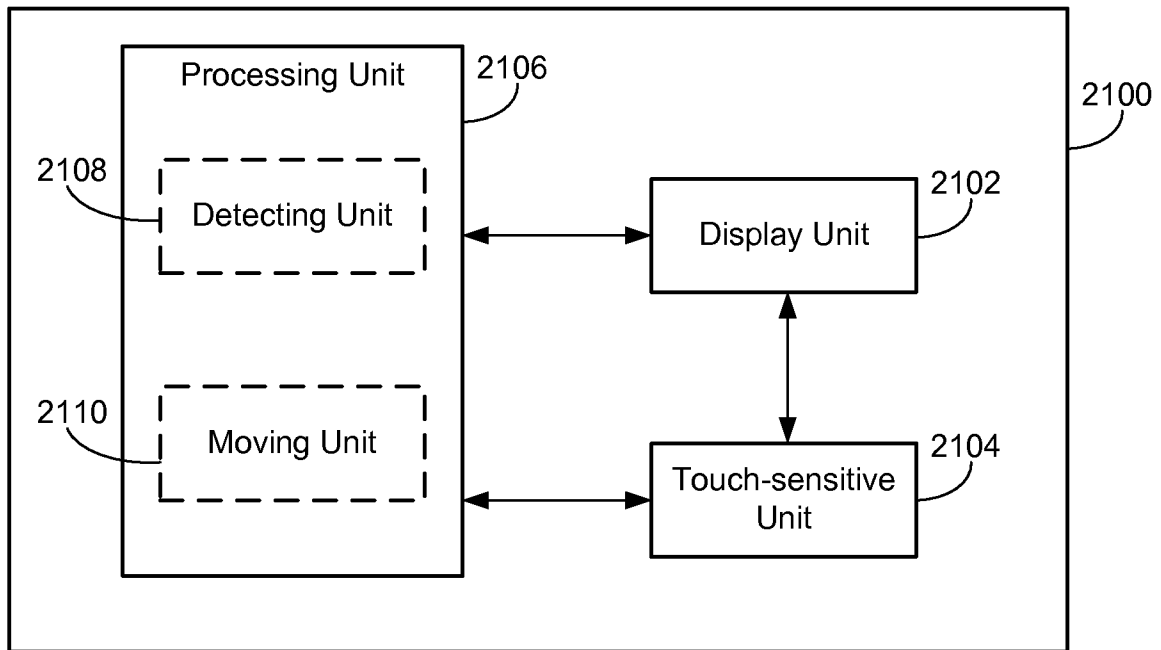 Processing Unit
2106
2100
2108
Detecting Unit
2102
Display Unit
2110
Moving Unit
2104
Touch-sensitive
Unit